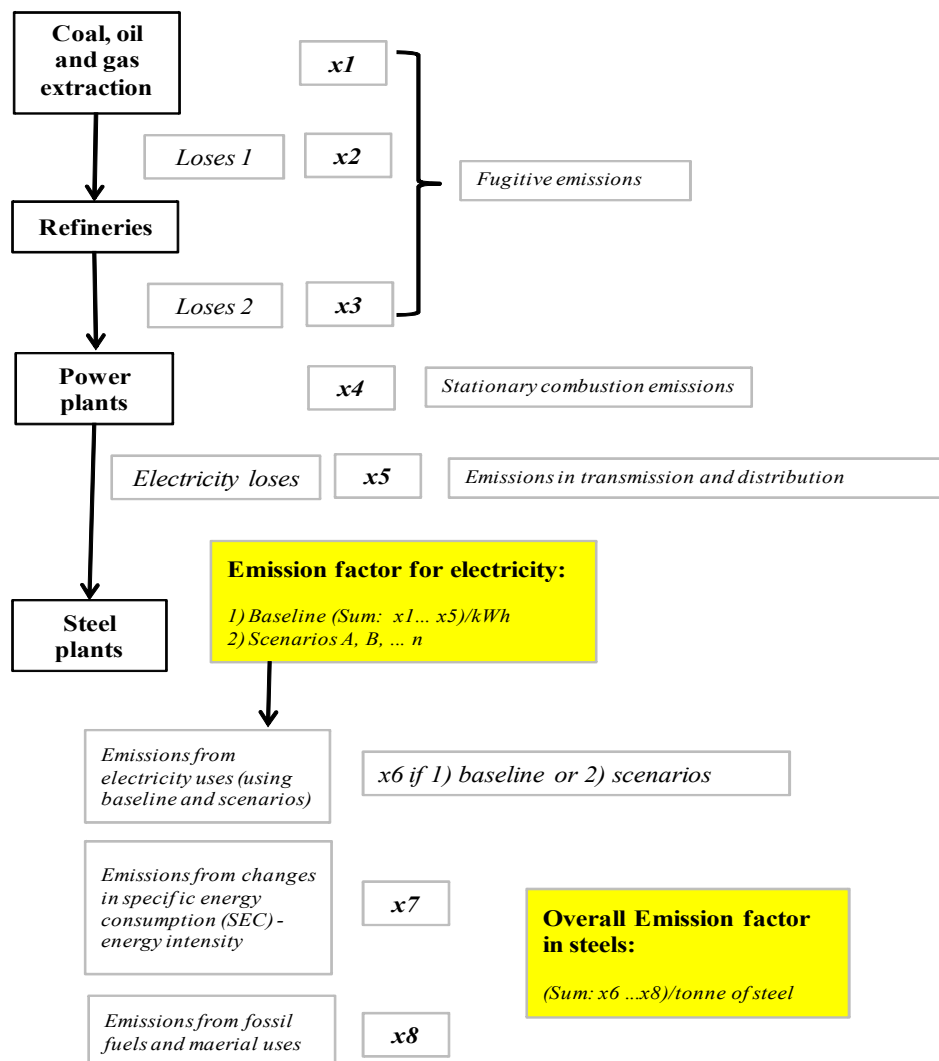 Coal, oil
and gas
extraction
x1
Loses 1
x2
Fugitive emissions
Refineries
Loses 2
x3
Power
plants
x4
Stationary combustion emissions
Electricity loses
x5
Emissions in transmission and distribution
Emission factor for electricity:
1) Baseline (Sum: x1... x5)/kWh
2) Scenarios A, B, ... n
Steel
plants
Emissions from
electricity uses (using
baseline and scenarios)
x6 if 1) baseline or 2) scenarios
Emissions from changes
in specific energy
consumption (SEC) -
energy intensity
x7
Overall Emission factor
in steels:
(Sum: x6 ...x8)/tonne of steel
Emissions from fossil
fuels and maerial uses
x8